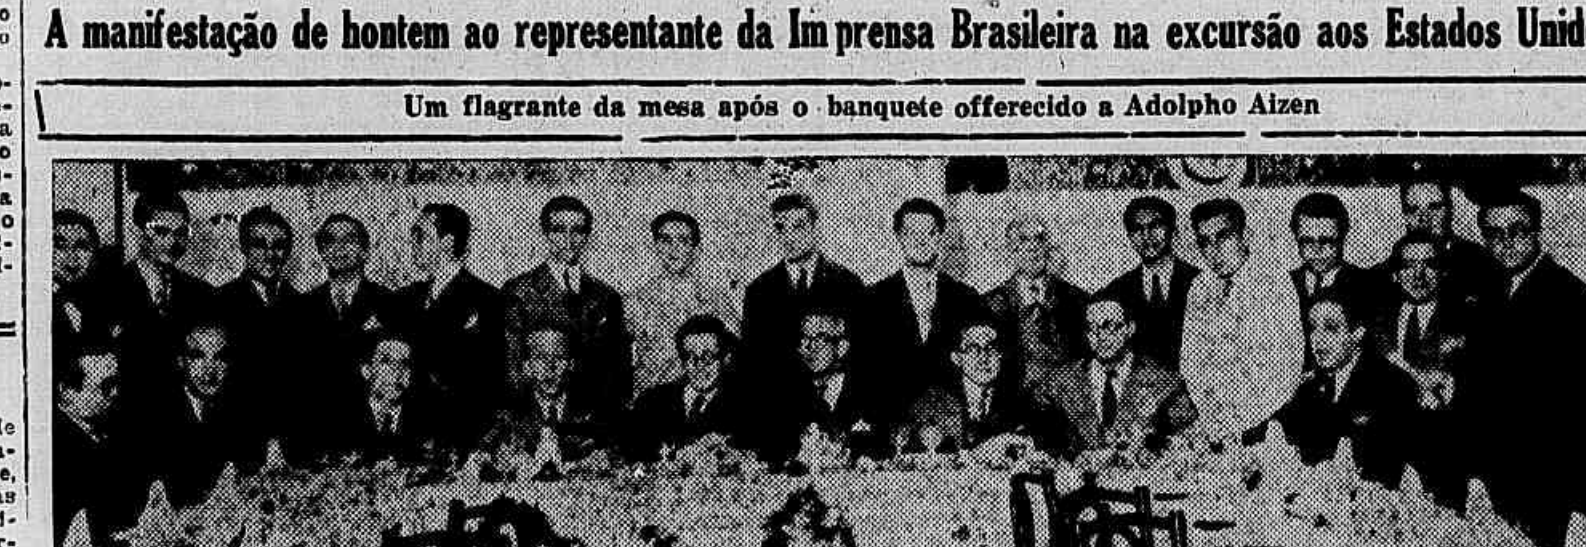 A manifestação de hontem ao representante da Imprensa Brasileira na excursão aos Estados Unid
Um flagrante da mesa após o banquete offerecido a Adolpho Aizen